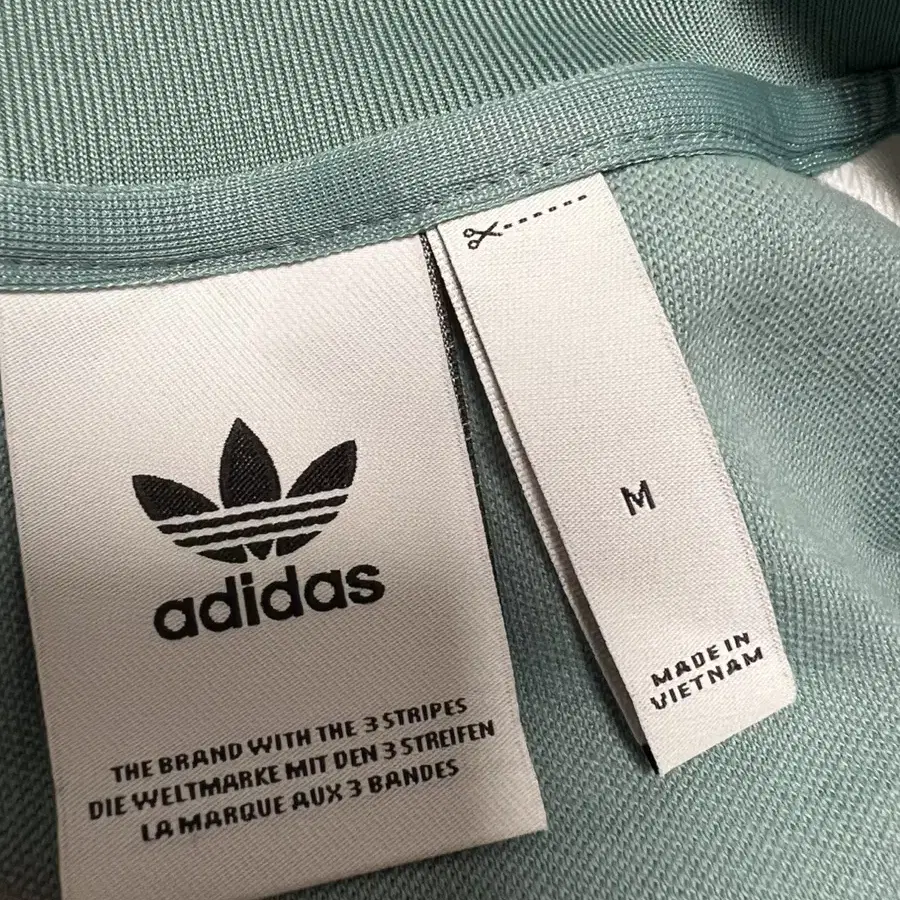 adidas
THE BRAND WITH THE 3 STRIPES
DIE WELTMARKE MIT DEN 3 STREIFEN
LA MARQUE AUX 3 BANDES
M
MADE IN
VIETNAM